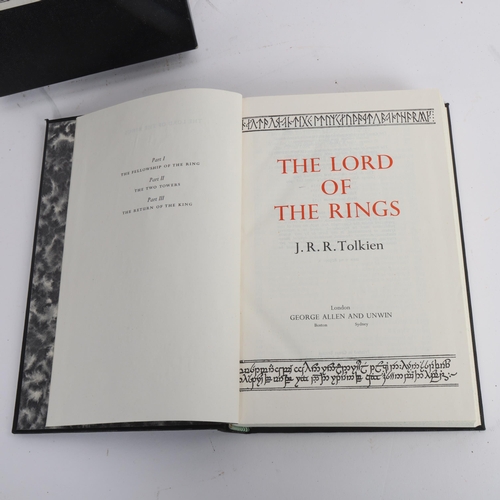 Part I
THE FELLOWSHIP OF THE RING
Part II
THE TWO TOWERS
Part III
THE RETURN OF THE KING
THE LORD
OF
THE RINGS
J. R. R. Tolkien
London
GEORGE ALLEN AND UNWIN
Boston Sydney